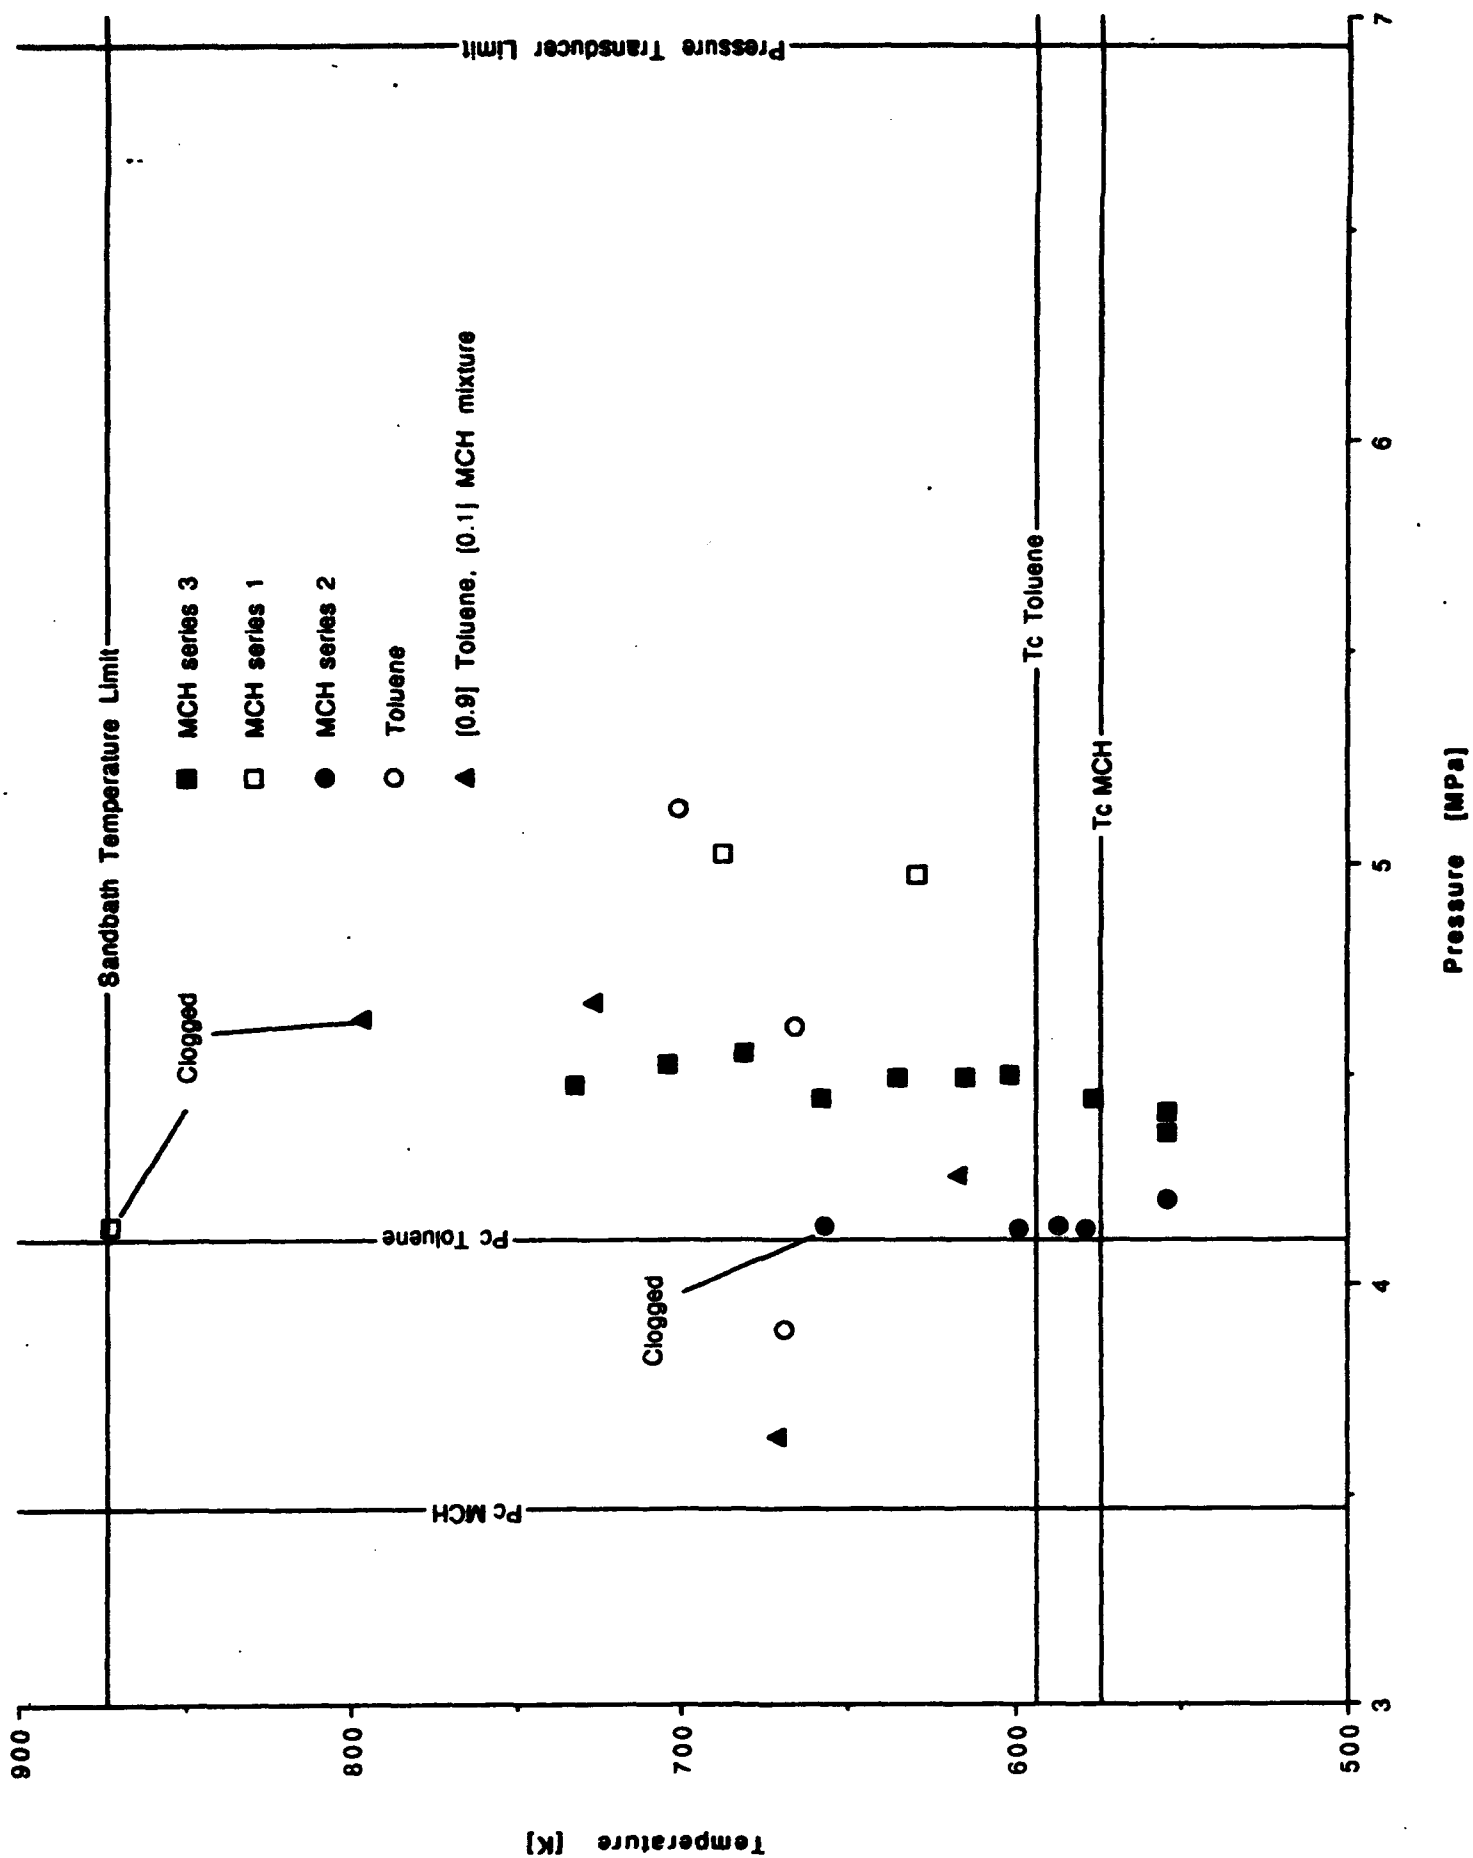 Temperature [K]
900
800
700
600
500
3
4
5
6
7
Pressure [MPa]
Sandbath Temperature Limit
Pressure Transducer Limit
Pc Toluene
Pc MCH
Tc Toluene
Tc MCH
Clogged
Clogged
MCH series 3
MCH series 1
MCH series 2
Toluene
[0.9] Toluene, [0.1] MCH mixture